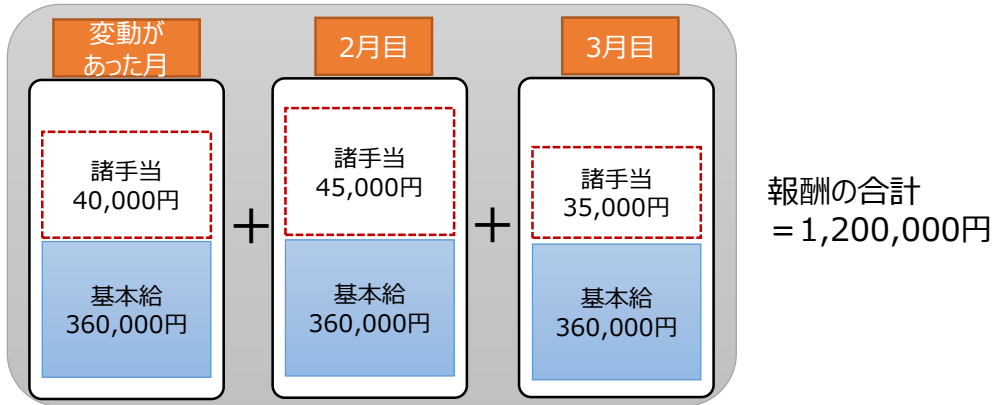 変動が
あった月
2月目
3月目
諸手当
40,000円
諸手当
45,000円
諸手当
35,000円
＋
＋
基本給
360,000円
基本給
360,000円
基本給
360,000円
報酬の合計
＝1,200,000円